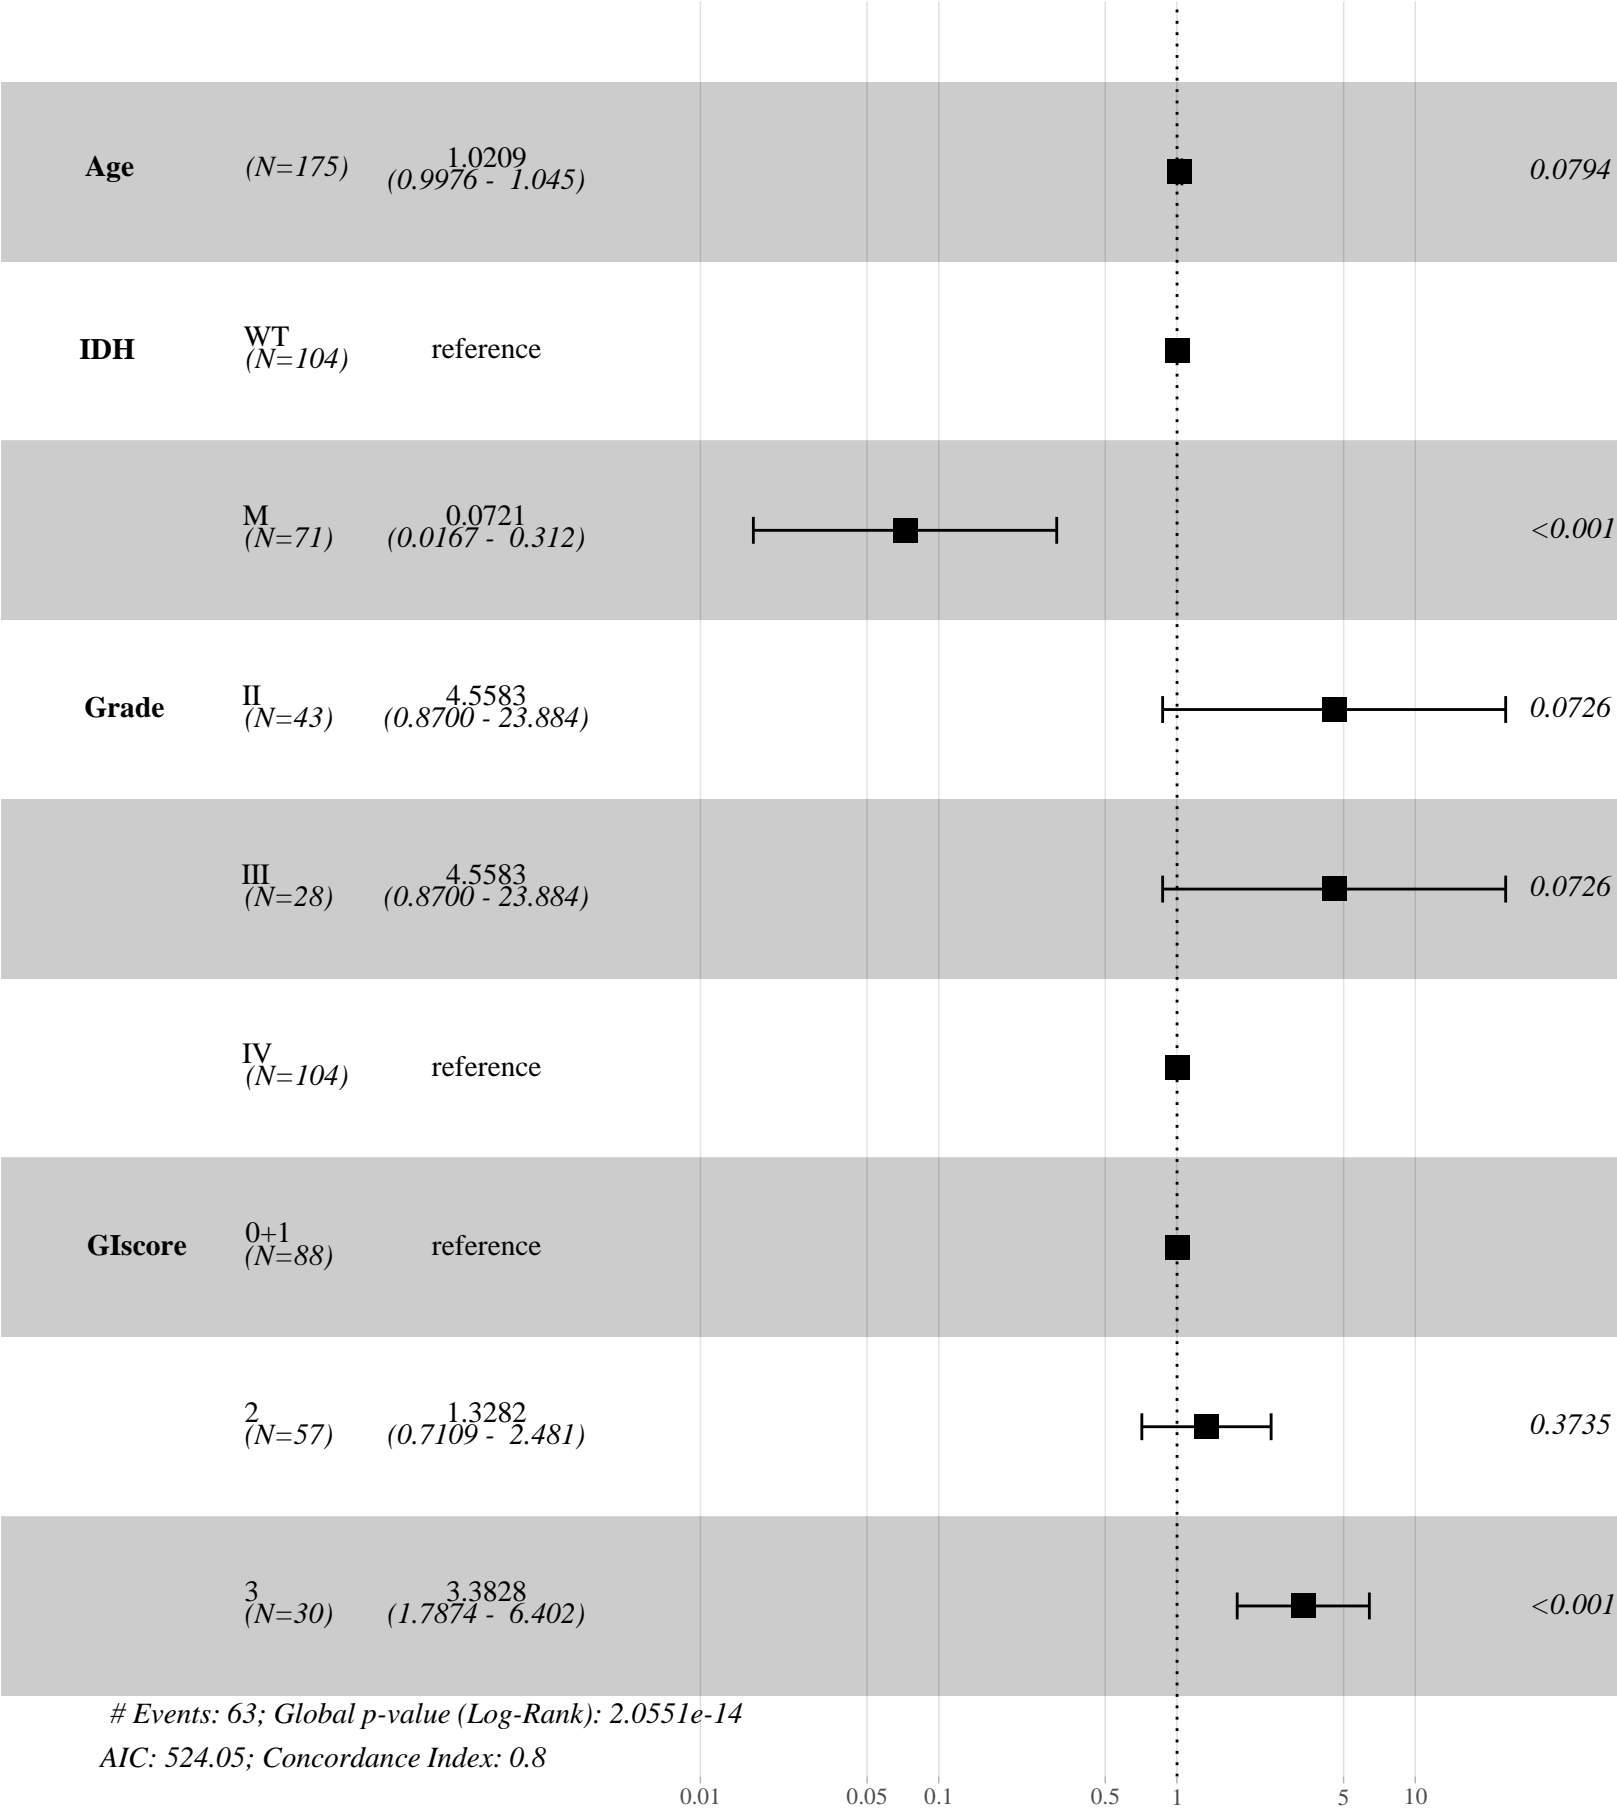 Age (N=175) 1.0209 0.0794
(0.9976 - 1.045)
IDH WT reference
(N=104)
M 0.0721 <0.001
(N=71) (0.0167 - 0.312)
Grade II 4.5583 0.0726
(N=43) (0.8700 - 23.884)
III 4.5583 0.0726
(N=28) (0.8700 - 23.884)
IV reference
(N=104)
GIscore 0+1 reference
(N=88)
2 1.3282 0.3735
(N=57) (0.7109 - 2.481)
3 3.3828 <0.001
(N=30) (1.7874 - 6.402)
# Events: 63; Global p-value (Log-Rank): 2.0551e-14
AIC: 524.05; Concordance Index: 0.8
0.01 0.05 0.1 0.5 1 5 10